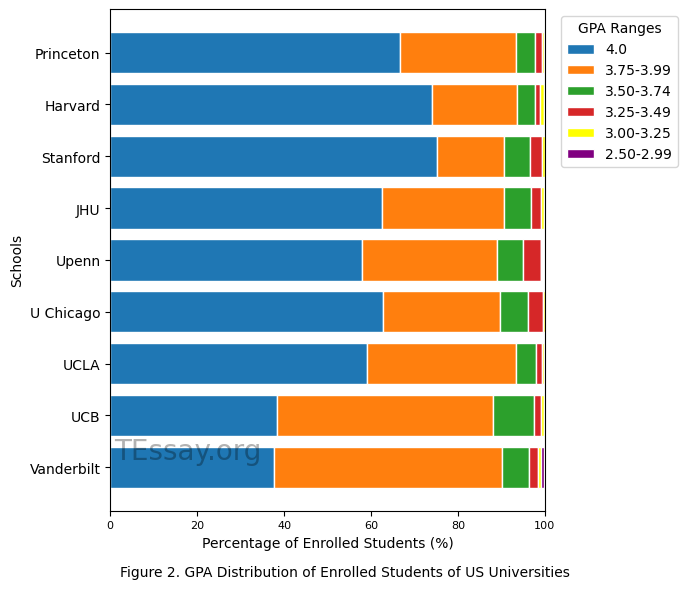 GPA Ranges
4.0
3.75-3.99
3.50-3.74
3.25-3.49
3.00-3.25
2.50-2.99
Schools
Princeton
Harvard
Stanford
JHU
Upenn
U Chicago
UCLA
UCB
Vanderbilt
TEssay.org
0 20 40 60 80 100
Percentage of Enrolled Students (%)
Figure 2. GPA Distribution of Enrolled Students of US Universities